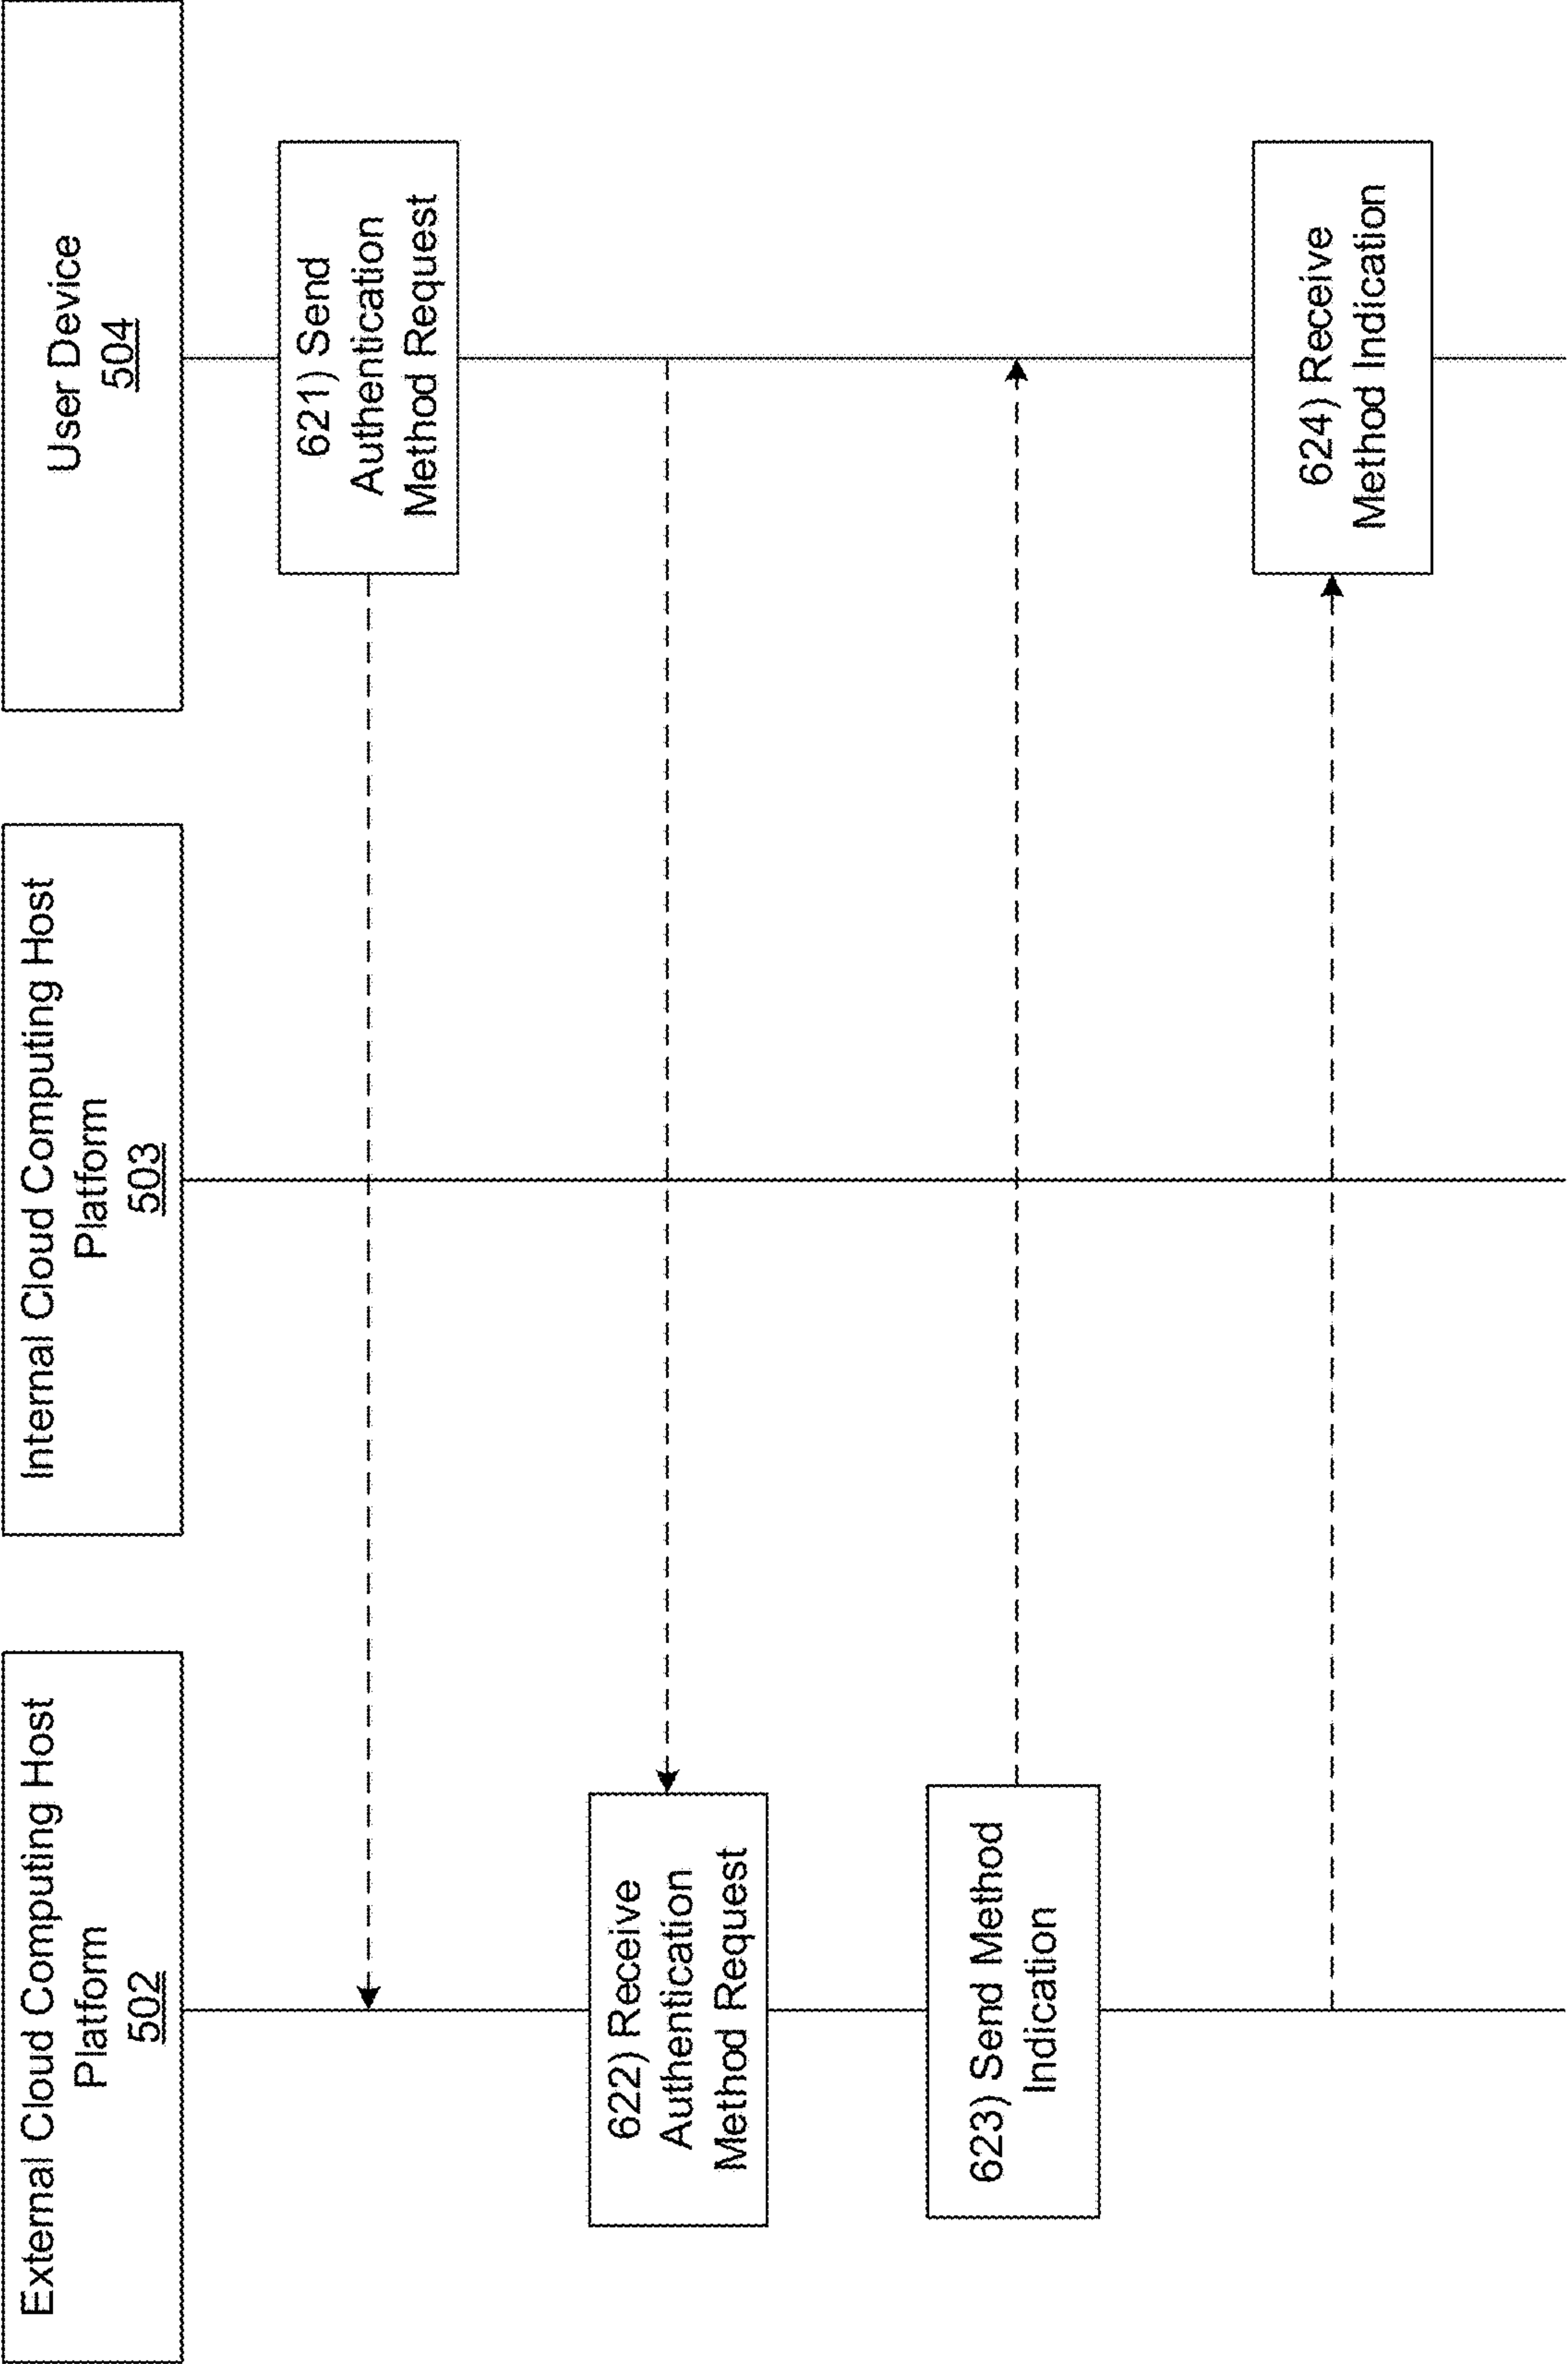 External Cloud Computing Host
Platform
502
Internal Cloud Computing Host
Platform
503
User Device
504
621) Send
Authentication
Method Request
622) Receive
Authentication
Method Request
623) Send Method
Indication
624) Receive
Method Indication